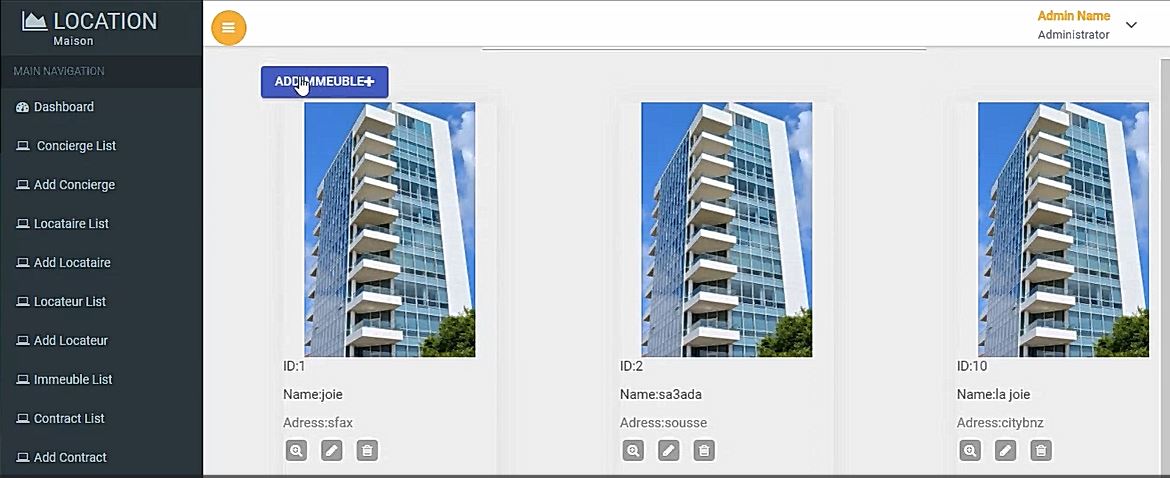 LOCATION
Maison
MAIN NAVIGATION
Dashboard
Concierge List
Add Concierge
Locataire List
Add Locataire
Locateur List
Add Locateur
Immeuble List
Contract List
Add Contract
Admin Name
Administrator
ADD IMMEUBLE+
ID:1
Name:joie
Adress:sfax
ID:2
Name:sa3ada
Adress:sousse
ID:10
Name:la joie
Adress:citybnz